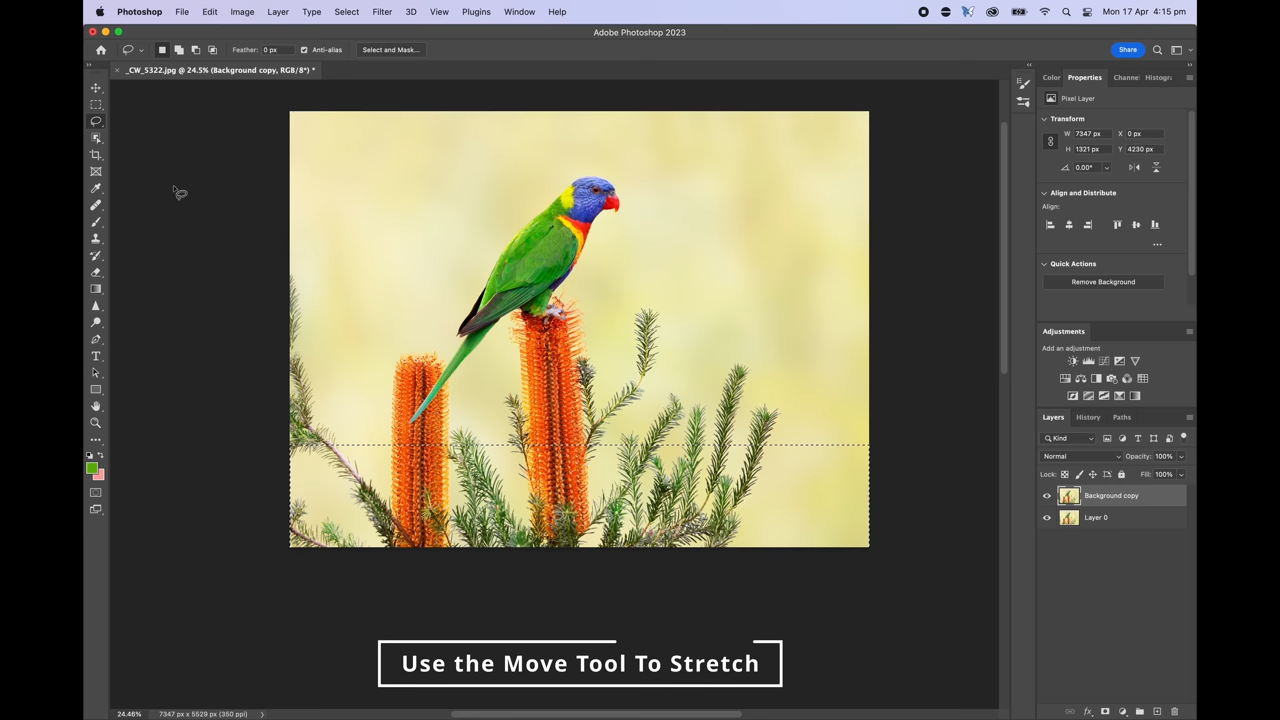 Photoshop File Edit Image Layer Type Select Filter 3D View Plugins Window Help Mon 17 Apr 4:15 pm
Adobe Photoshop 2023
Feather: 0 px Anti-alias Select and Mask... Share
× _CW_5322.jpg @ 24.5% (Background copy, RGB/8*) *
Color Properties Channe Histogra
Pixel Layer
Transform
W 7347 px X 0 px
H 1321 px Y 4230 px
0.00°
Align and Distribute
Align:
Quick Actions
Remove Background
Adjustments
Add an adjustment
Layers History Paths
Kind
Normal Opacity: 100%
Lock: Fill: 100%
Background copy
Layer 0
Use the Move Tool To Stretch
24.46% 7347 px x 5529 px (350 ppi)